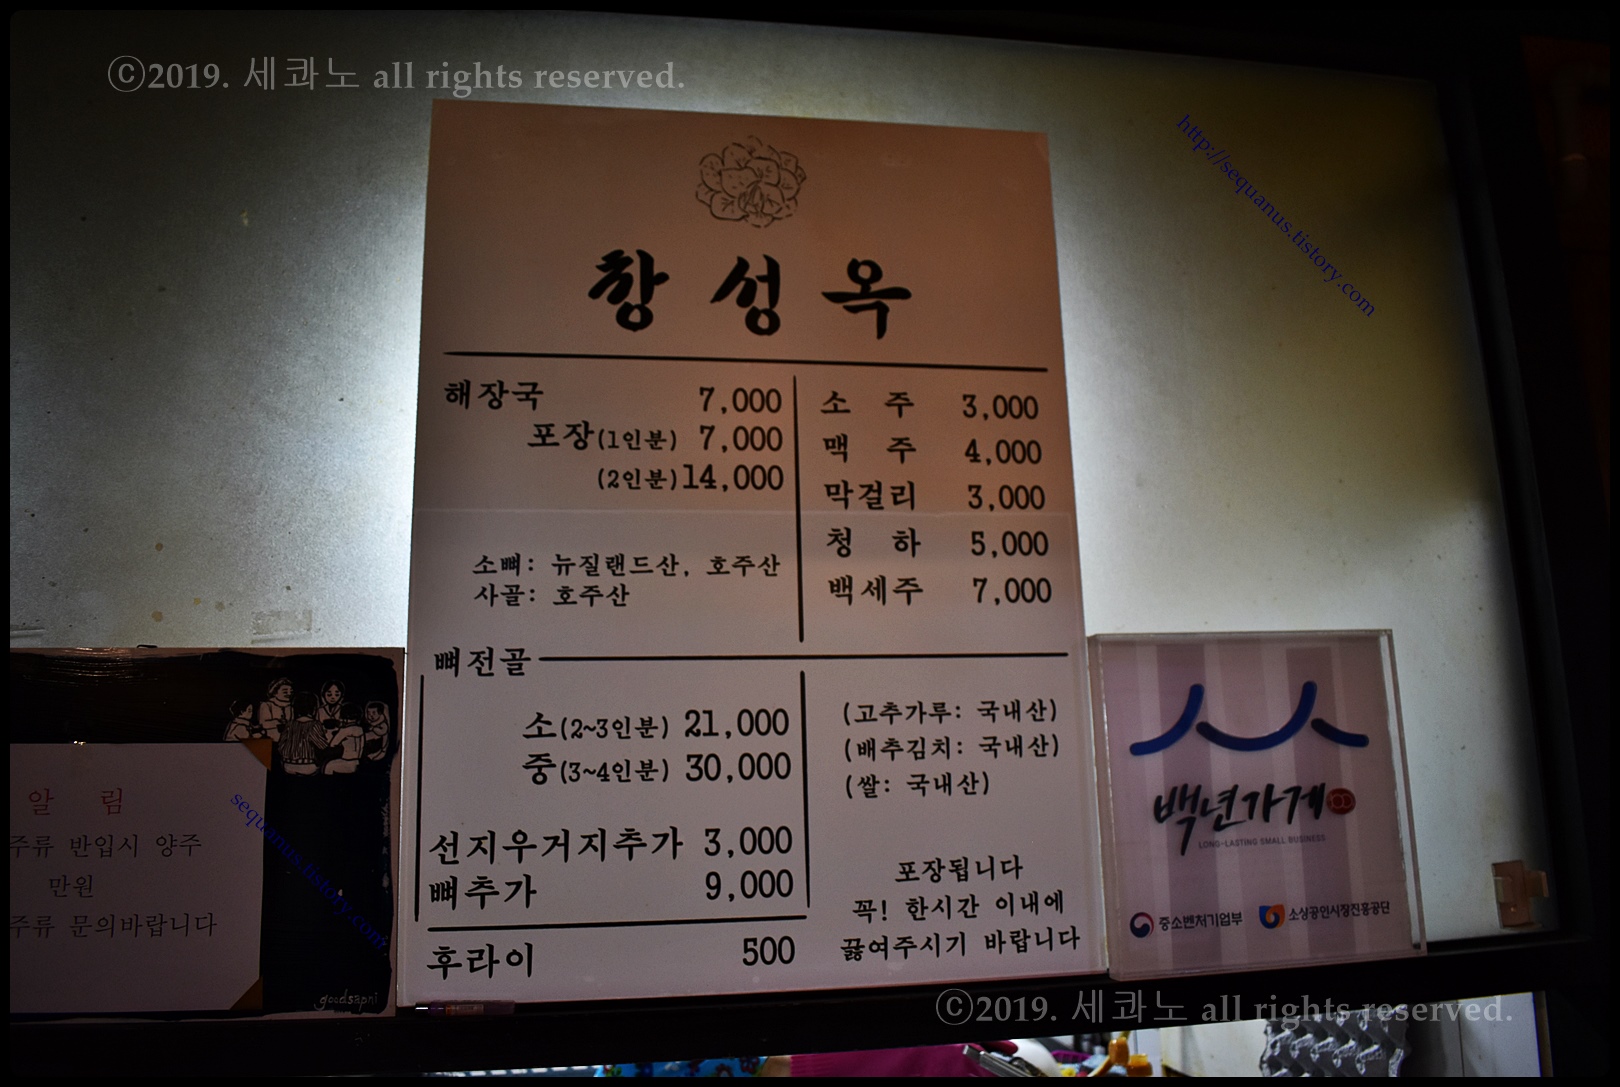 ⓒ2019. 세콰노 all rights reserved.
http://sequanus.tistory.com
창성옥
해장국 7,000
포장(1인분) 7,000
(2인분) 14,000
소뼈: 뉴질랜드산, 호주산
사골: 호주산
소주 3,000
맥주 4,000
막걸리 3,000
청하 5,000
백세주 7,000
뼈전골
소(2~3인분) 21,000
중(3~4인분) 30,000
선지우거지추가 3,000
뼈추가 9,000
후라이 500
(고추가루: 국내산)
(배추김치: 국내산)
(쌀: 국내산)
포장됩니다
꼭! 한시간 이내에
끓여주시기 바랍니다
알림
주류 반입시 양주
만원
주류 문의바랍니다
sequanus.tistory.com
goodsapni
백년가게 100
LONG-LASTING SMALL BUSINESS
중소벤처기업부 소상공인시장진흥공단
ⓒ2019. 세콰노 all rights reserved.